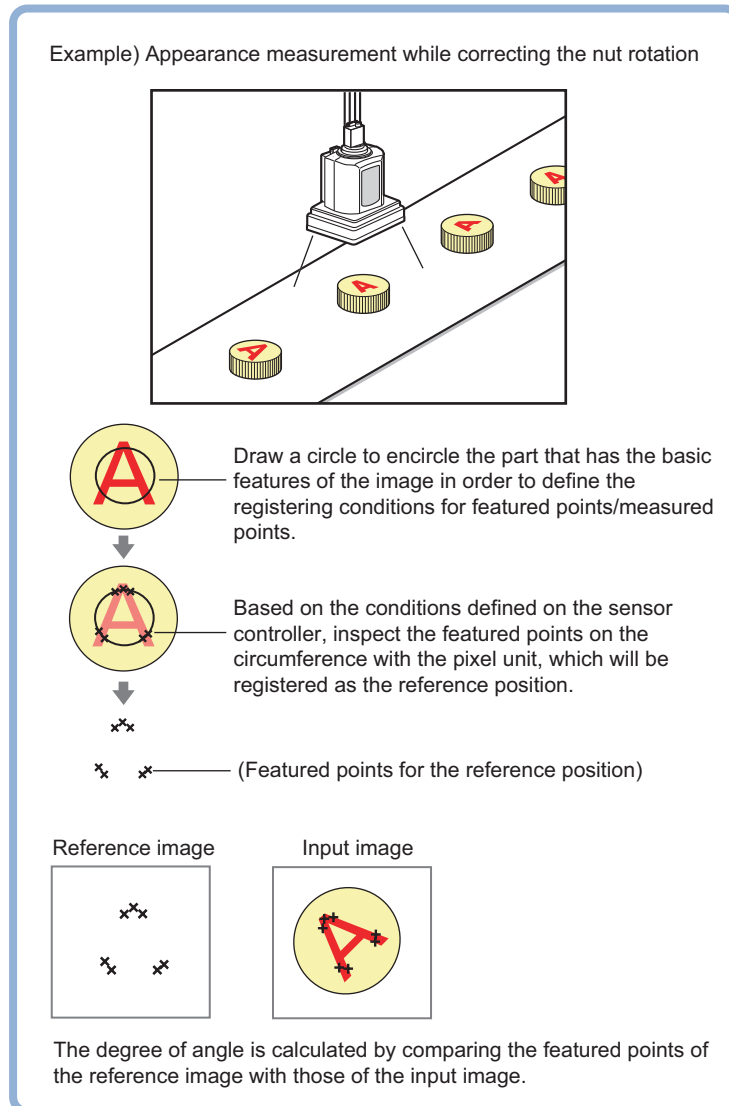 Example) Appearance measurement while correcting the nut rotation
A
A
A
A
A
Draw a circle to encircle the part that has the basic
features of the image in order to define the
registering conditions for featured points/measured
points.
A
Based on the conditions defined on the sensor
controller, inspect the featured points on the
circumference with the pixel unit, which will be
registered as the reference position.
(Featured points for the reference position)
Reference image
Input image
A
The degree of angle is calculated by comparing the featured points of
the reference image with those of the input image.